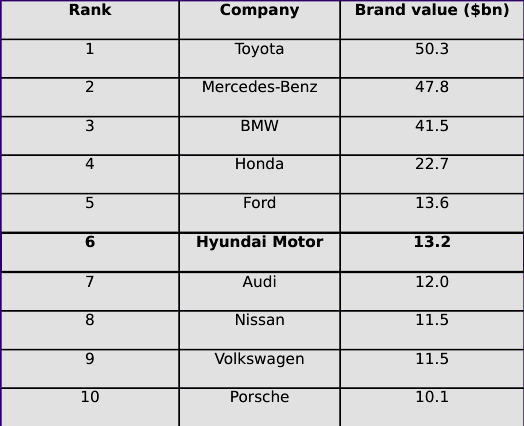 Rank Company Brand value ($bn)
1 Toyota 50.3
2 Mercedes-Benz 47.8
3 BMW 41.5
4 Honda 22.7
5 Ford 13.6
6 Hyundai Motor 13.2
7 Audi 12.0
8 Nissan 11.5
9 Volkswagen 11.5
10 Porsche 10.1